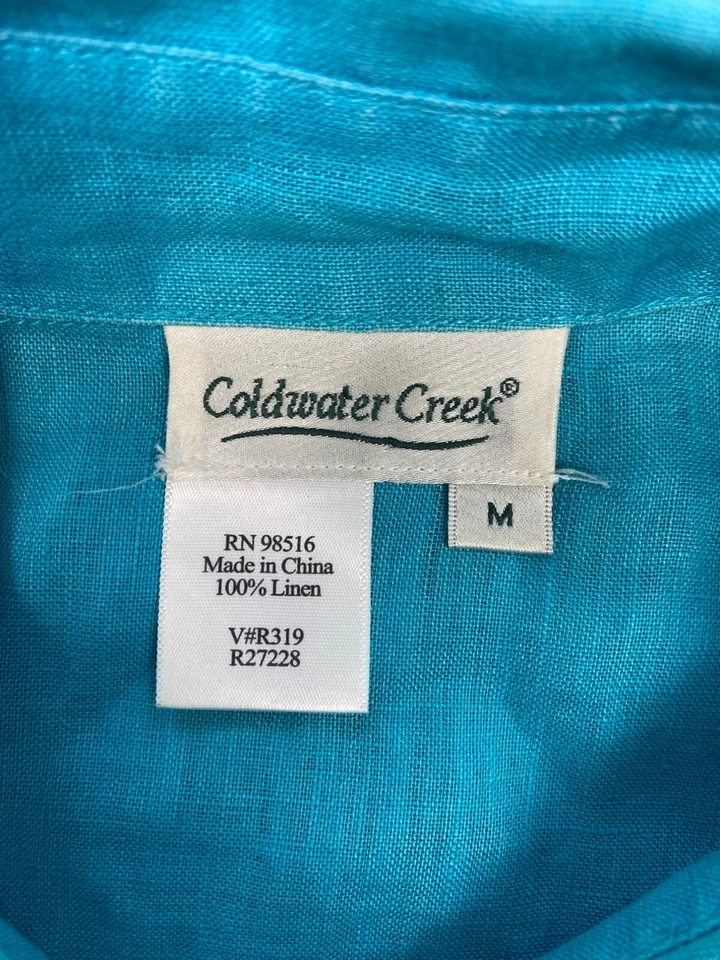 Coldwater Creek®
M
RN 98516
Made in China
100% Linen
V#R319
R27228